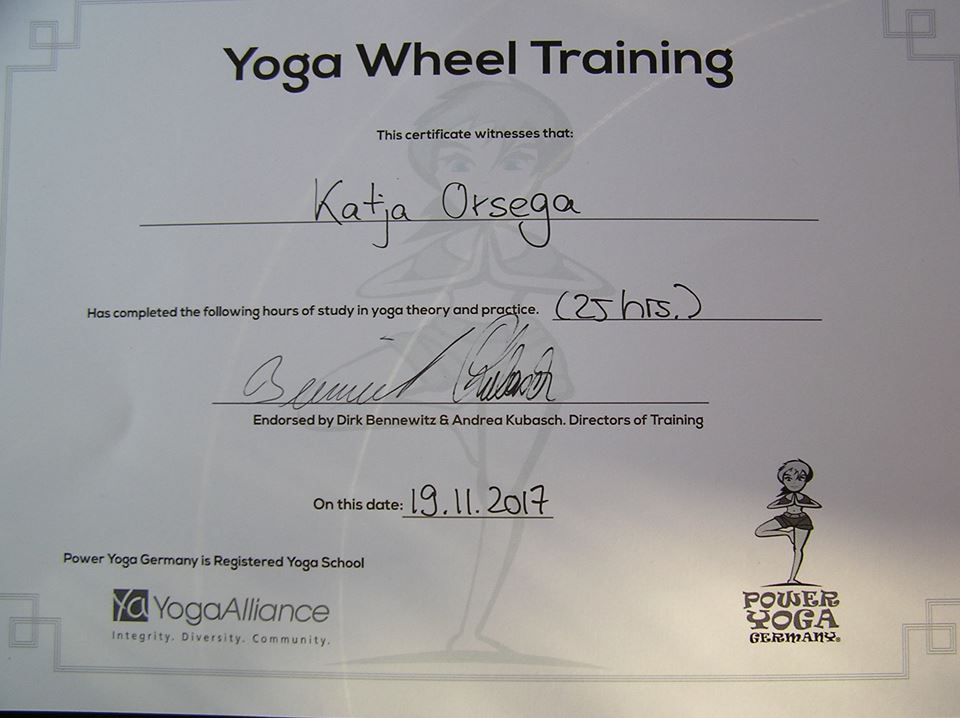 Yoga Wheel Training
This certificate witnesses that:
Katja Orsega
Has completed the following hours of study in yoga theory and practice. (25 hrs.)
Endorsed by Dirk Bennewitz & Andrea Kubasch. Directors of Training
On this date: 19.11.2017
Power Yoga Germany is Registered Yoga School
Ya YogaAlliance
Integrity. Diversity. Community.
POWER
YOGA
GERMANY®